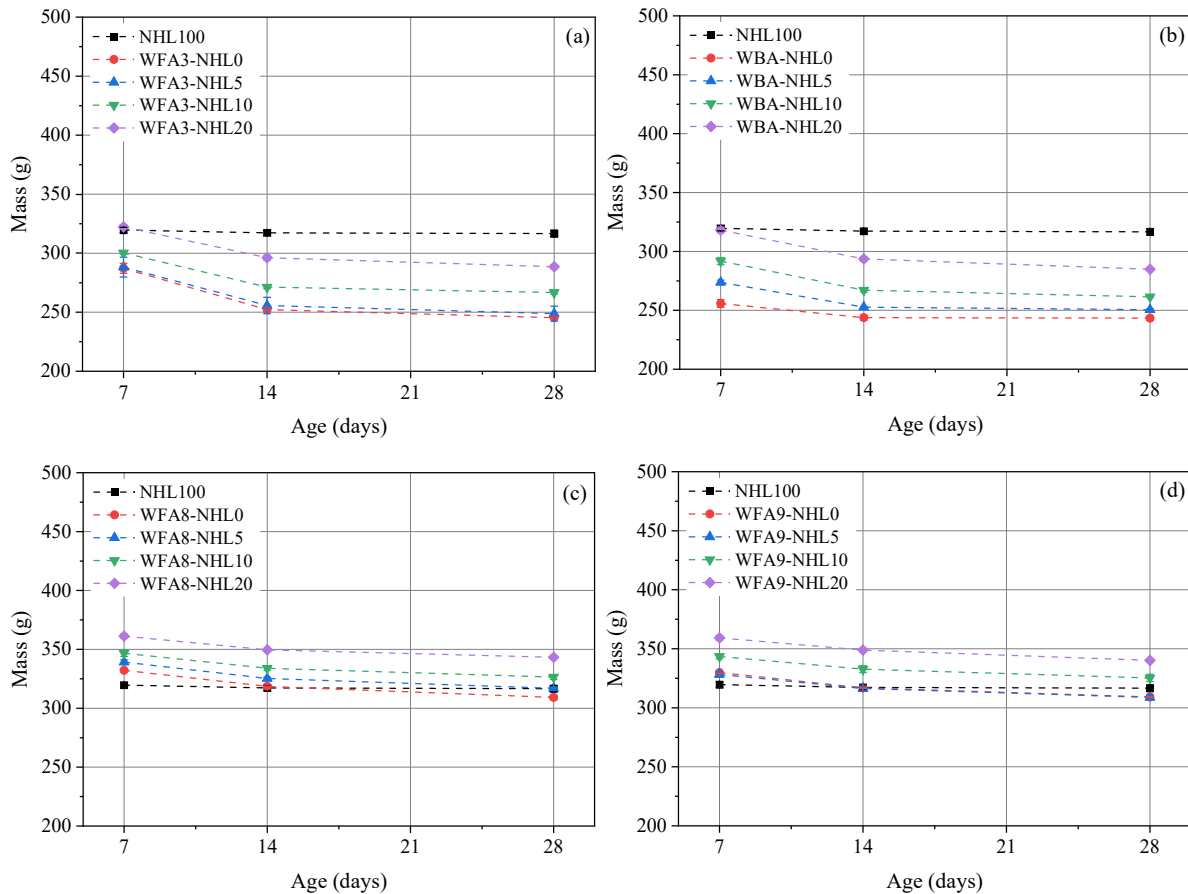 500
450
400
350
300
250
200
Mass (g)
NHL100
WFA3-NHL0
WFA3-NHL5
WFA3-NHL10
WFA3-NHL20
(a)
7
14
21
28
Age (days)
500
450
400
350
300
250
200
Mass (g)
NHL100
WBA-NHL0
WBA-NHL5
WBA-NHL10
WBA-NHL20
(b)
7
14
21
28
Age (days)
500
450
400
350
300
250
200
Mass (g)
NHL100
WFA8-NHL0
WFA8-NHL5
WFA8-NHL10
WFA8-NHL20
(c)
7
14
21
28
Age (days)
500
450
400
350
300
250
200
Mass (g)
NHL100
WFA9-NHL0
WFA9-NHL5
WFA9-NHL10
WFA9-NHL20
(d)
7
14
21
28
Age (days)